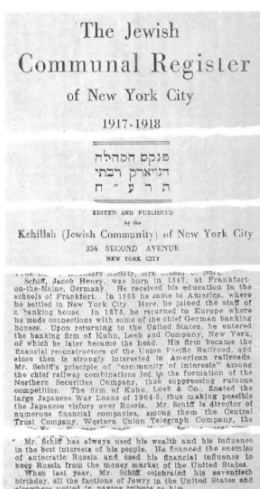 The Jewish
Communal Register
of New York City
1917-1918
פנקס הקהלה
דנויארק רבתי
תרע״ח
EDITED AND PUBLISHED
by the
Kehillah (Jewish Community) of New York City
356 SECOND AVENUE
NEW YORK CITY
Schiff, Jacob Henry, was born in 1847, at Frankfort-
on-the-Maine, Germany. He received his education in the
schools of Frankfort. In 1865 he came to America, where
he settled in New York City. Here, he joined the staff of
a banking house. In 1873, he returned to Europe where
he made connections with some of the chief German banking
houses. Upon returning to the United States, he entered
the banking firm of Kuhn, Loeb and Company, New York,
of which he later became the head. His firm because the
financial reconstructors of the Union Pacific Railroad, and
since then is strongly interested in American railroads.
Mr. Schiff's principle of "community of interests" among
the chief railway combinations led to the formation of the
Northern Securities Company, thus suppressing ruinous
competition. The firm of Kuhn, Loeb & Co., floated the
large Japanese War Loans of 1904-5, thus making possible
the Japanese victory over Russia. Mr. Schiff is director of
numerous financial companies, among them the Central
Trust Company, Western Union Telegraph Company, the
Mr. Schiff has always used his wealth and his influence
in the best interests of his people. He financed the enemies
of autocratic Russia and used his financial influence to
keep Russia from the money market of the United States.
When last year, Mr. Schiff celebrated his seventieth
birthday, all the factions of Jewry in the United States and